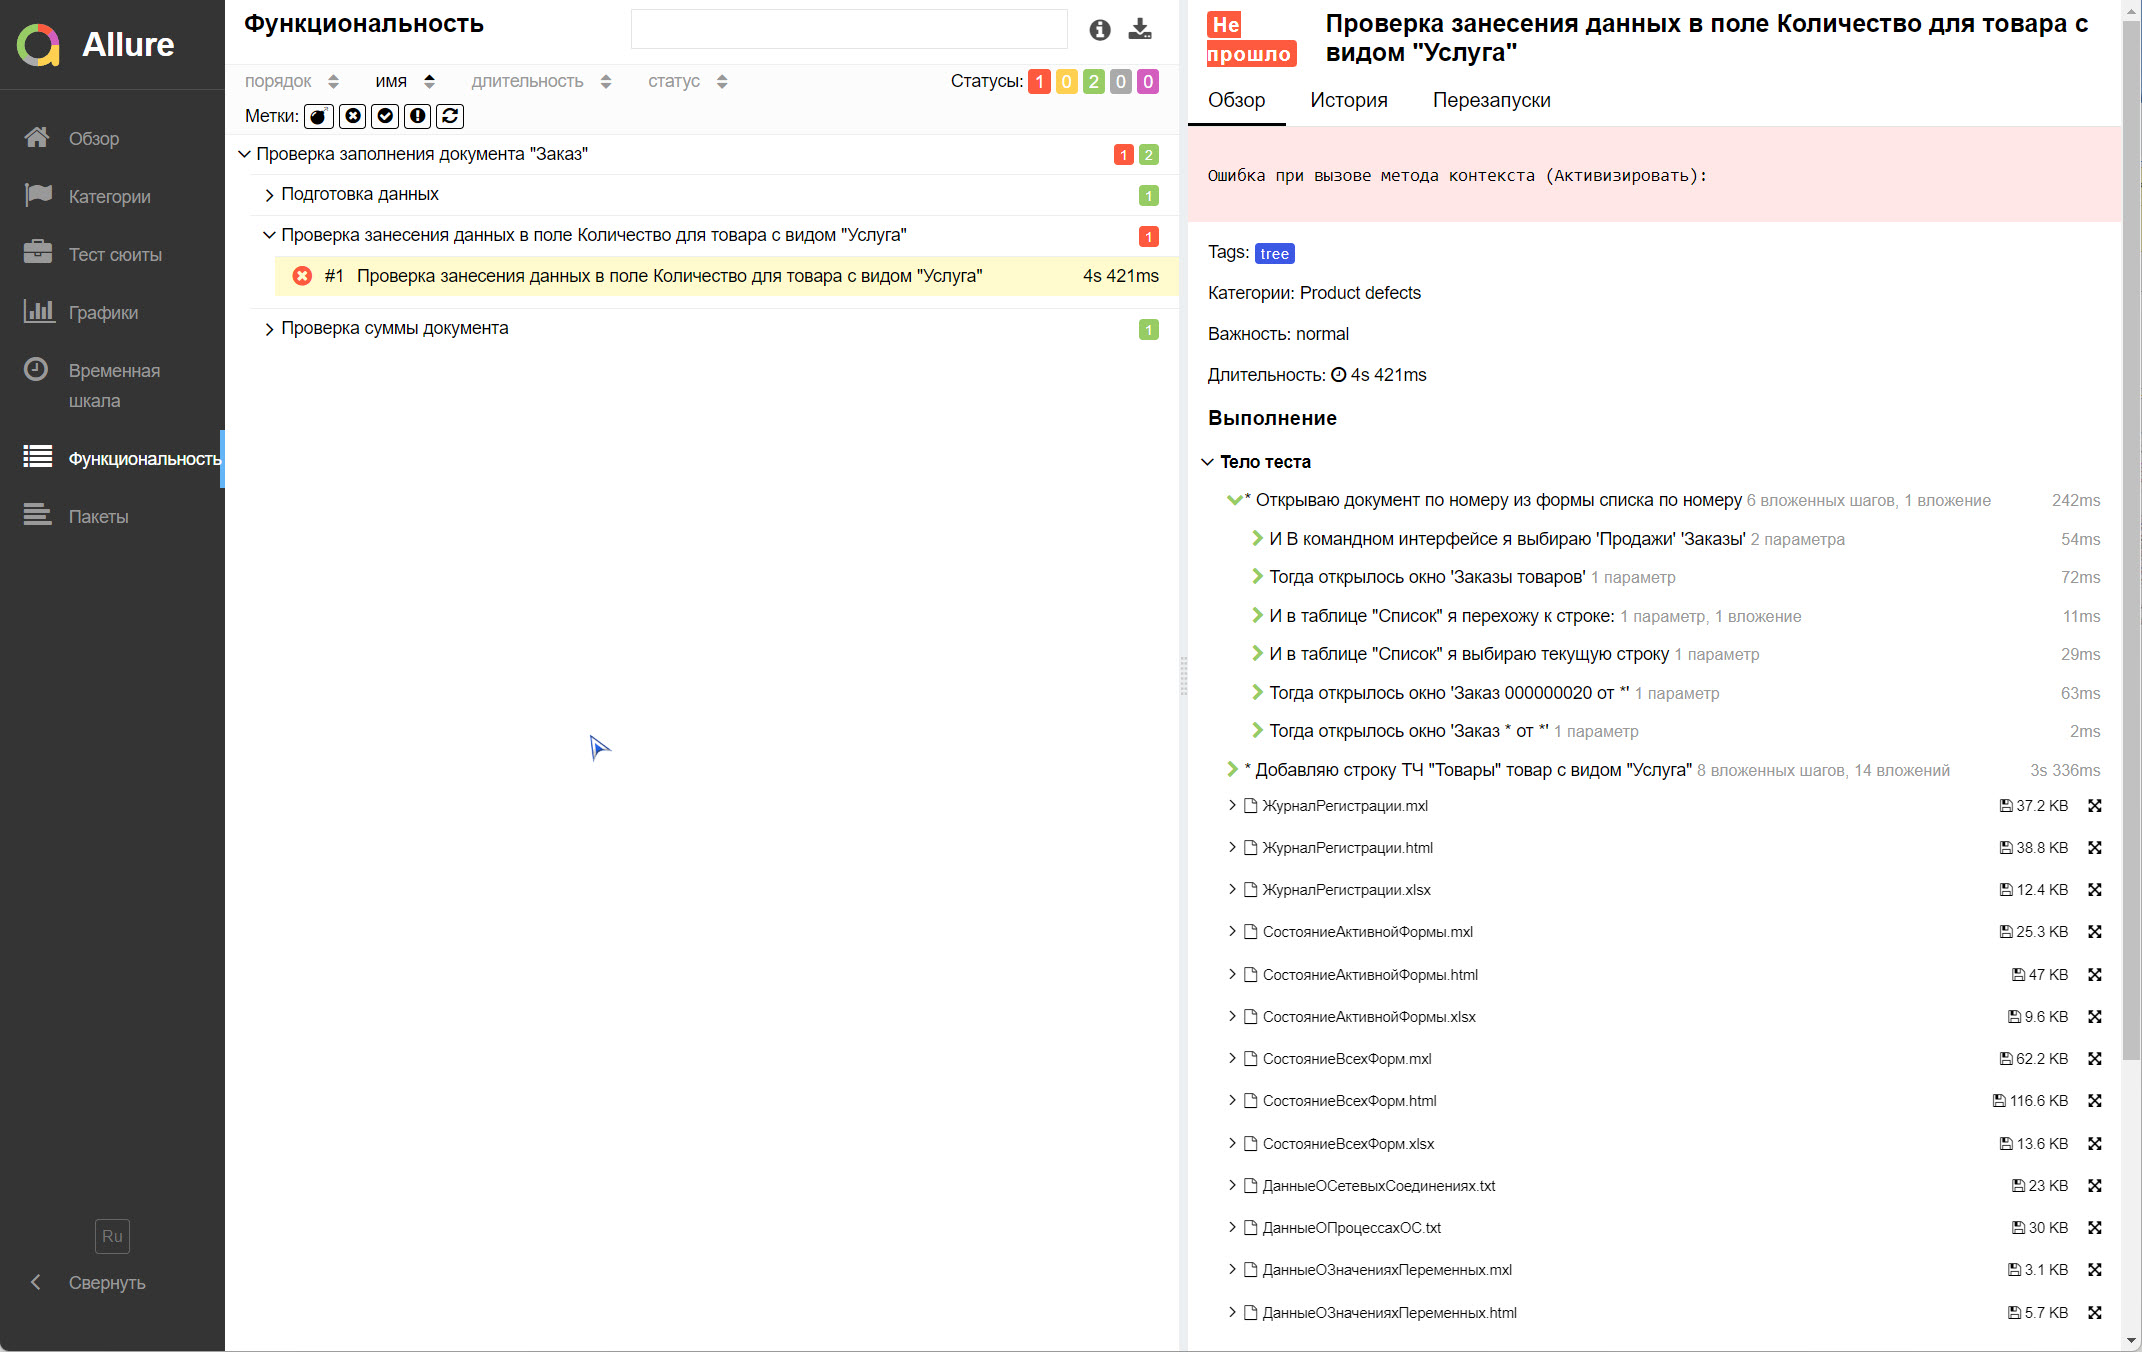 Allure
Обзор
Категории
Тест сюиты
Графики
Временная
шкала
Функциональность
Пакеты
Ru
Свернуть
Функциональность
порядок имя длительность статус Статусы: 1 0 2 0 0
Метки:
Проверка заполнения документа "Заказ" 1 2
Подготовка данных 1
Проверка занесения данных в поле Количество для товара с видом "Услуга" 1
#1 Проверка занесения данных в поле Количество для товара с видом "Услуга" 4s 421ms
Проверка суммы документа 1
Не
прошло
Проверка занесения данных в поле Количество для товара с
видом "Услуга"
Обзор История Перезапуски
Ошибка при вызове метода контекста (Активизировать):
Tags: tree
Категории: Product defects
Важность: normal
Длительность: 4s 421ms
Выполнение
Тело теста
* Открываю документ по номеру из формы списка по номеру 6 вложенных шагов, 1 вложение 242ms
И В командном интерфейсе я выбираю 'Продажи' 'Заказы' 2 параметра 54ms
Тогда открылось окно 'Заказы товаров' 1 параметр 72ms
И в таблице "Список" я перехожу к строке: 1 параметр, 1 вложение 11ms
И в таблице "Список" я выбираю текущую строку 1 параметр 29ms
Тогда открылось окно 'Заказ 000000020 от *' 1 параметр 63ms
Тогда открылось окно 'Заказ * от *' 1 параметр 2ms
* Добавляю строку ТЧ "Товары" товар с видом "Услуга" 8 вложенных шагов, 14 вложений 3s 336ms
ЖурналРегистрации.mxl 37.2 KB
ЖурналРегистрации.html 38.8 KB
ЖурналРегистрации.xlsx 12.4 KB
СостояниеАктивнойФормы.mxl 25.3 KB
СостояниеАктивнойФормы.html 47 KB
СостояниеАктивнойФормы.xlsx 9.6 KB
СостояниеВсехФорм.mxl 62.2 KB
СостояниеВсехФорм.html 116.6 KB
СостояниеВсехФорм.xlsx 13.6 KB
ДанныеОСетевыхСоединениях.txt 23 KB
ДанныеОПроцессахОС.txt 30 KB
ДанныеОЗначенияхПеременных.mxl 3.1 KB
ДанныеОЗначенияхПеременных.html 5.7 KB